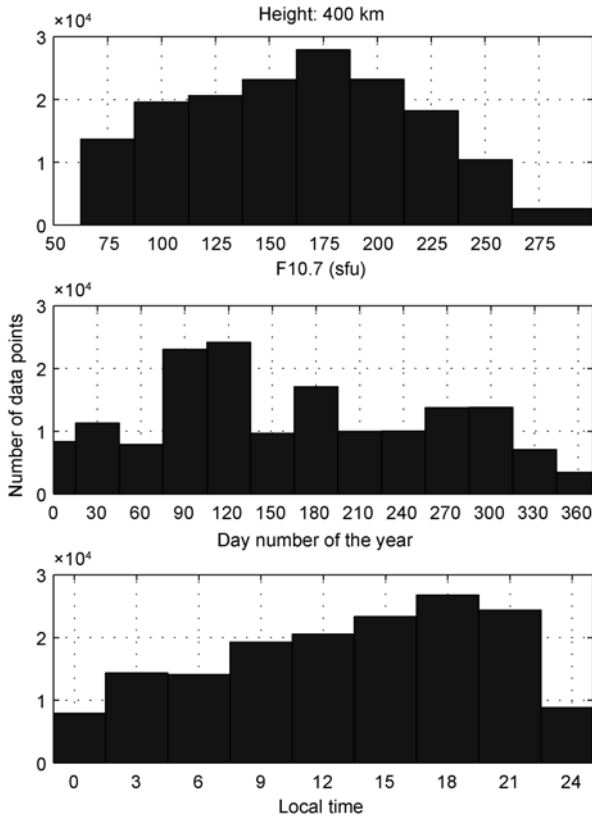 Height: 400 km
×10⁴
3
2
1
0
50 75 100 125 150 175 200 225 250 275
F10.7 (sfu)
Number of data points
×10⁴
3
2
1
0
0 30 60 90 120 150 180 210 240 270 300 330 360
Day number of the year
×10⁴
3
2
1
0
0 3 6 9 12 15 18 21 24
Local time